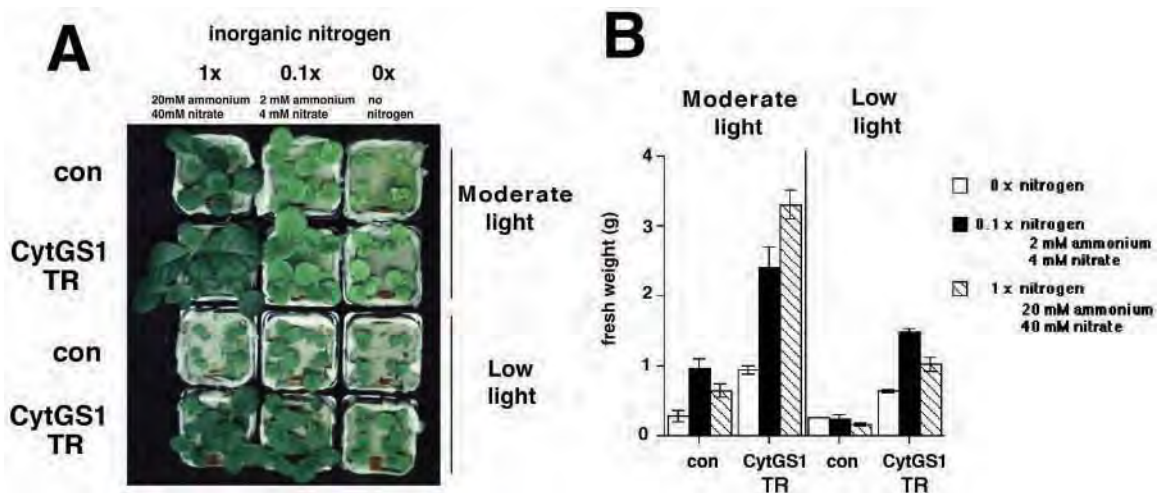 A
inorganic nitrogen
1x
0.1x
0x
20mM ammonium
40mM nitrate
2 mM ammonium
4 mM nitrate
no
nitrogen
con
CytGS1
TR
con
CytGS1
TR
Moderate
light
Low
light
B
Moderate
light
Low
light
fresh weight (g)
4
3
2
1
0
con
CytGS1
TR
con
CytGS1
TR
0 x nitrogen
0.1 x nitrogen
2 mM ammonium
4 mM nitrate
1 x nitrogen
20 mM ammonium
40 mM nitrate